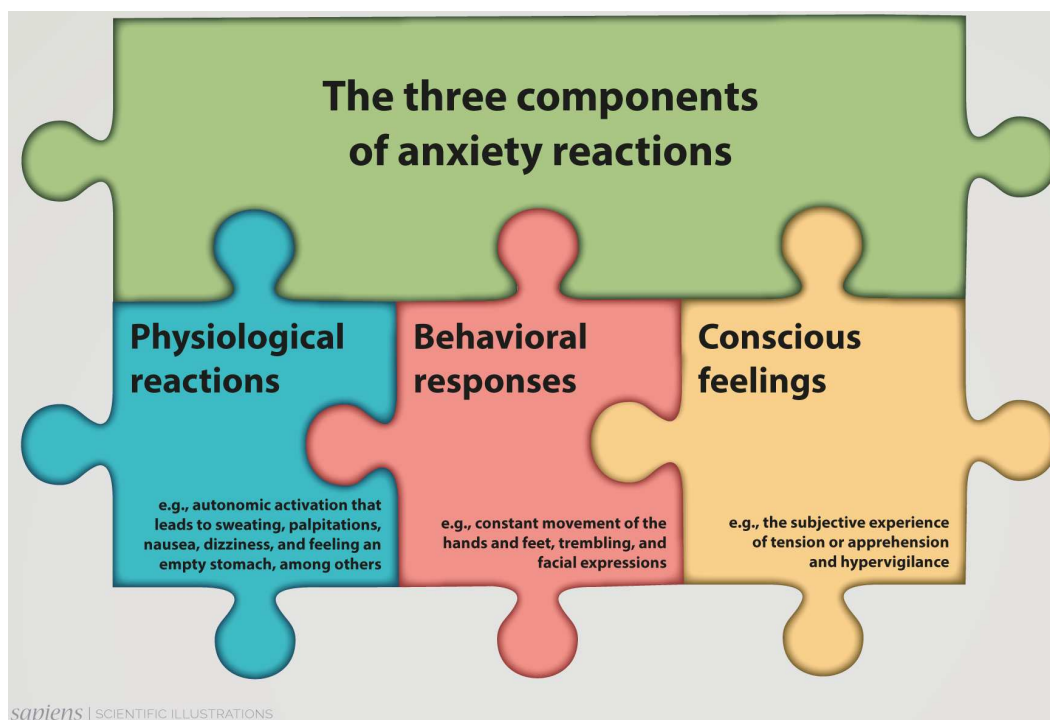 The three components
of anxiety reactions
Physiological
reactions
e.g., autonomic activation that
leads to sweating, palpitations,
nausea, dizziness, and feeling an
empty stomach, among others
Behavioral
responses
e.g., constant movement of the
hands and feet, trembling, and
facial expressions
Conscious
feelings
e.g., the subjective experience
of tension or apprehension
and hypervigilance
sapiens | SCIENTIFIC ILLUSTRATIONS